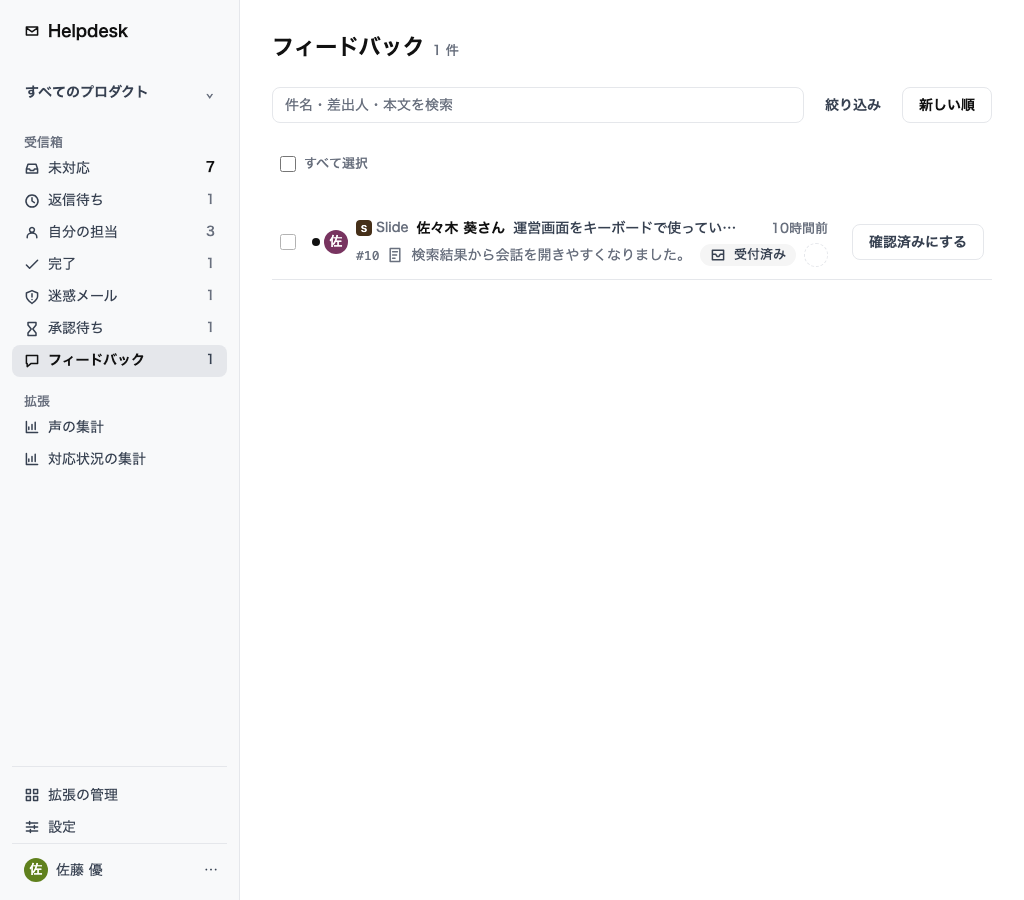 Helpdesk
すべてのプロダクト
受信箱
未対応 7
返信待ち 1
自分の担当 3
完了 1
迷惑メール 1
承認待ち 1
フィードバック 1
拡張
声の集計
対応状況の集計
拡張の管理
設定
佐 佐藤 優 …
フィードバック 1 件
件名・差出人・本文を検索 絞り込み 新しい順
すべて選択
佐 S Slide 佐々木 葵さん 運営画面をキーボードで使ってい… 10時間前
#10 検索結果から会話を開きやすくなりました。 受付済み
確認済みにする